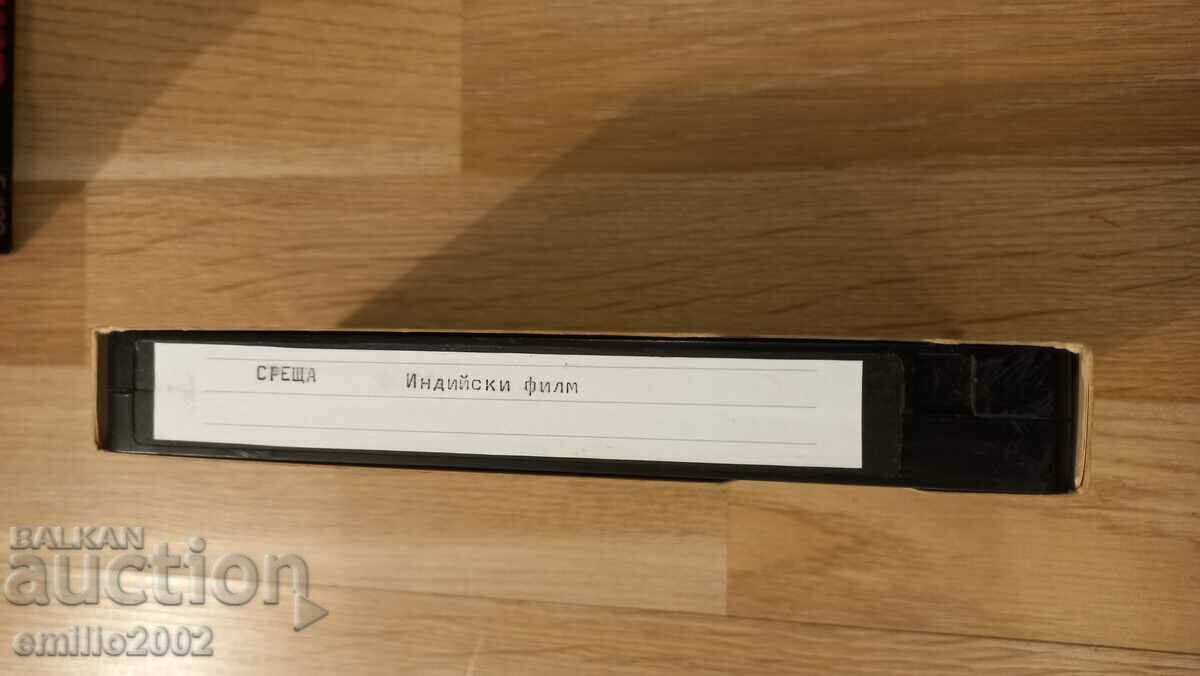 СРЕЩА Индийски филм
BALKAN
auction
emilio2002